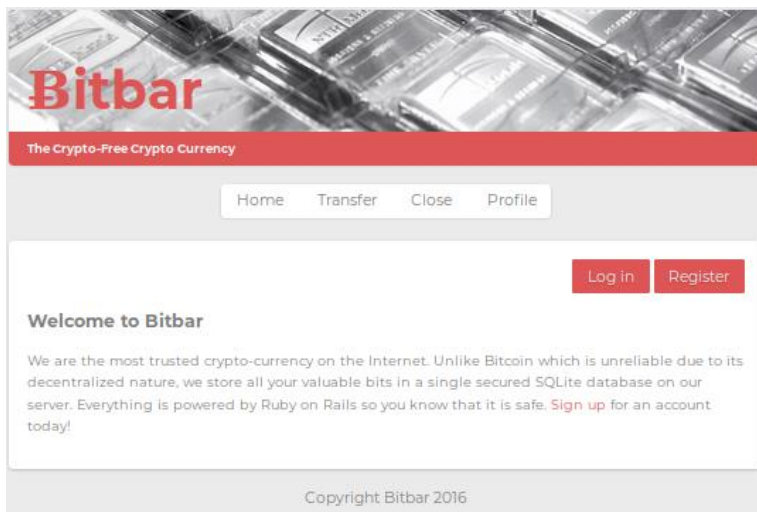 Ƀitbar
The Crypto-Free Crypto Currency
Home Transfer Close Profile
Log in Register
Welcome to Bitbar
We are the most trusted crypto-currency on the Internet. Unlike Bitcoin which is unreliable due to its
decentralized nature, we store all your valuable bits in a single secured SQLite database on our
server. Everything is powered by Ruby on Rails so you know that it is safe. Sign up for an account
today!
Copyright Bitbar 2016